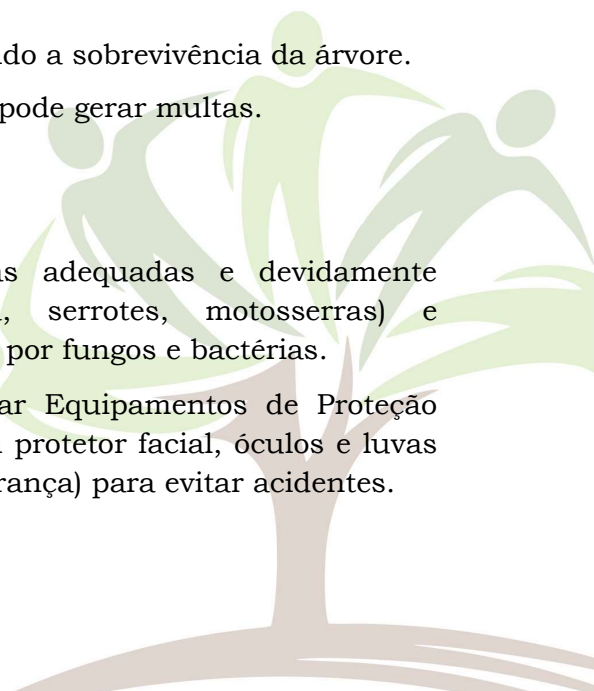 do a sobrevivência da árvore.
pode gerar multas.
s adequadas e devidamente
, serrotes, motosserras) e
por fungos e bactérias.
ar Equipamentos de Proteção
protetor facial, óculos e luvas
rança) para evitar acidentes.